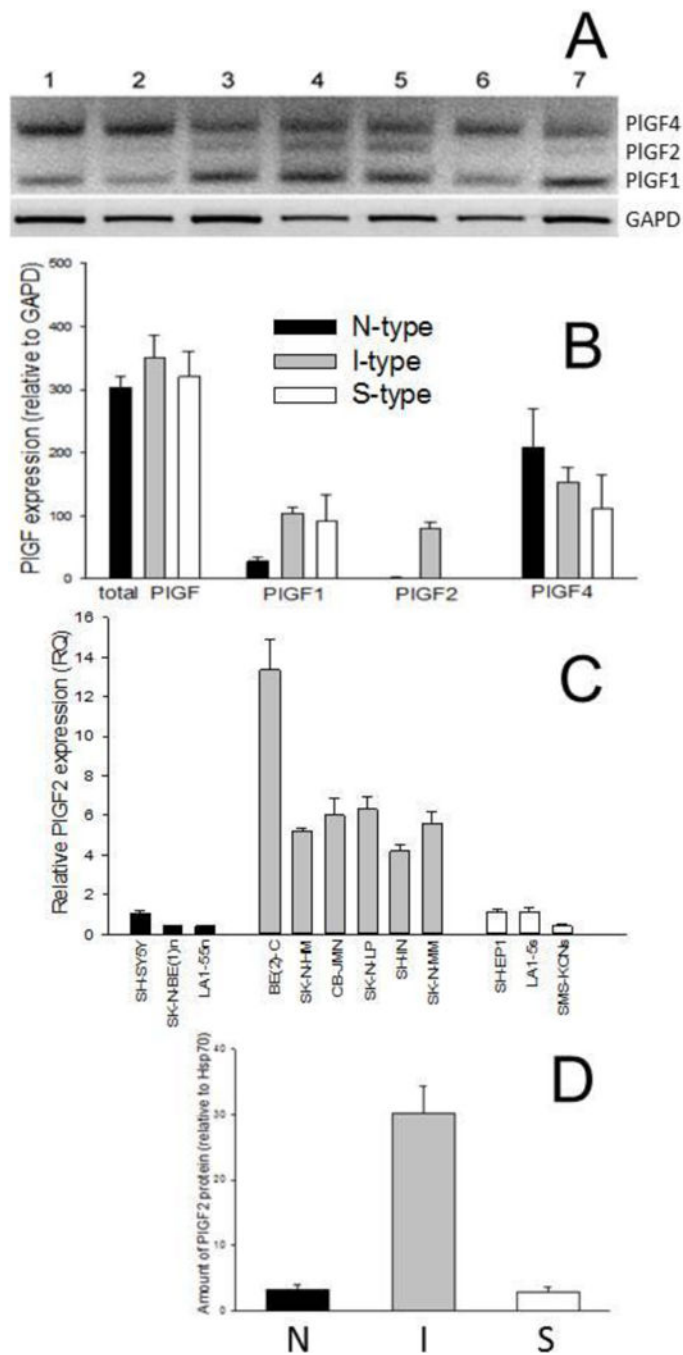 A
1 2 3 4 5 6 7
PlGF4
PlGF2
PlGF1
GAPD
PlGF expression (relative to GAPD)
500
400
300
200
100
0
B
N-type
I-type
S-type
total PlGF PlGF1 PlGF2 PlGF4
Relative PlGF2 expression (RQ)
16
14
12
10
8
6
4
2
0
C
SH-SY5Y
SK-N-BE(1)n
LA1-55n
BE(2)-C
SK-N-HM
CB-JMN
SK-N-LP
SH-IN
SK-N-MM
SH-EP1
LA1-5s
SMS-KCNs
Amount of PlGF2 protein (relative to Hsp70)
40
30
20
10
0
D
N I S